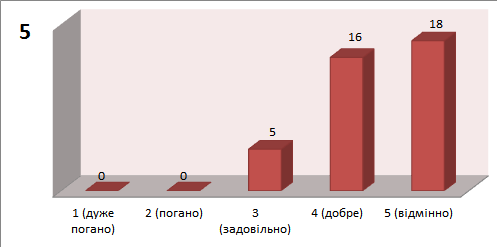 5
18
16
5
0
0
1 (дуже погано)
2 (погано)
3 (задовільно)
4 (добре)
5 (відмінно)